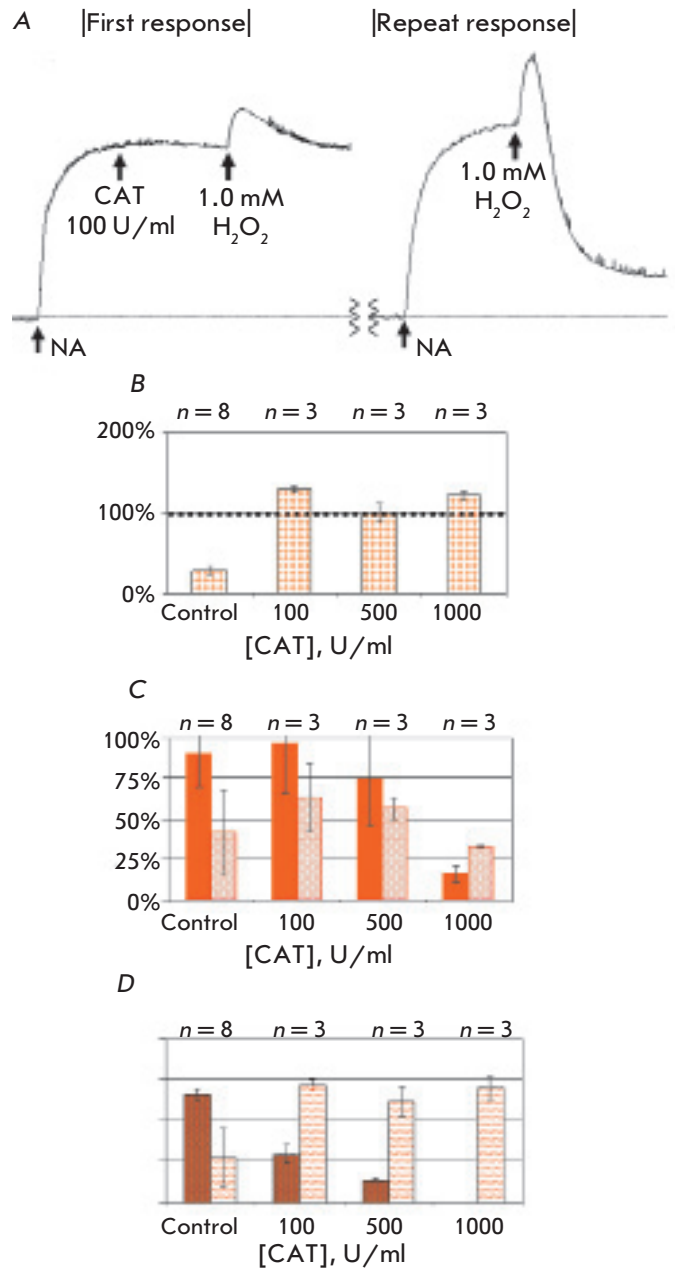 A |First response| |Repeat response|
CAT
100 U/ml
1.0 mM
H₂O₂
1.0 mM
H₂O₂
NA
NA
B
n = 8 n = 3 n = 3 n = 3
200%
100%
0%
Control 100 500 1000
[CAT], U/ml
C
n = 8 n = 3 n = 3 n = 3
100%
75%
50%
25%
0%
Control 100 500 1000
[CAT], U/ml
D
n = 8 n = 3 n = 3 n = 3
Control 100 500 1000
[CAT], U/ml